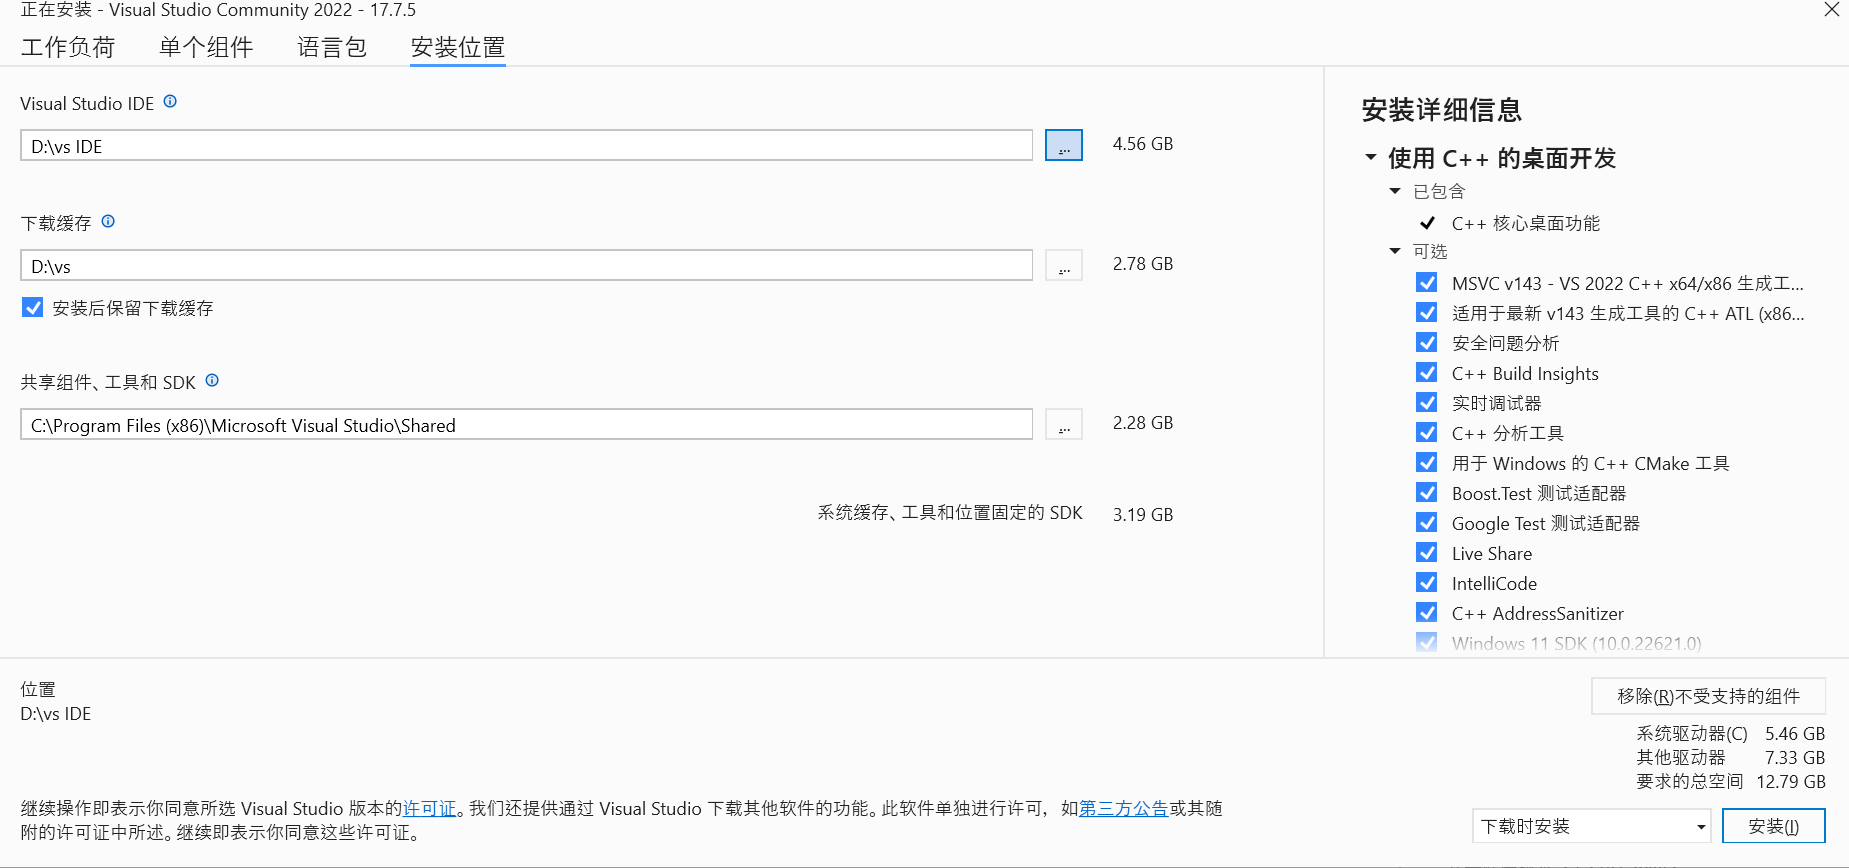 正在安装 - Visual Studio Community 2022 - 17.7.5
工作负荷 单个组件 语言包 安装位置
Visual Studio IDE
D:\vs IDE
...
4.56 GB
下载缓存
D:\vs
...
2.78 GB
安装后保留下载缓存
共享组件、工具和 SDK
C:\Program Files (x86)\Microsoft Visual Studio\Shared
...
2.28 GB
系统缓存、工具和位置固定的 SDK 3.19 GB
安装详细信息
使用 C++ 的桌面开发
已包含
C++ 核心桌面功能
可选
MSVC v143 - VS 2022 C++ x64/x86 生成工...
适用于最新 v143 生成工具的 C++ ATL (x86...
安全问题分析
C++ Build Insights
实时调试器
C++ 分析工具
用于 Windows 的 C++ CMake 工具
Boost.Test 测试适配器
Google Test 测试适配器
Live Share
IntelliCode
C++ AddressSanitizer
Windows 11 SDK (10.0.22621.0)
位置
D:\vs IDE
移除(R)不受支持的组件
系统驱动器(C) 5.46 GB
其他驱动器 7.33 GB
要求的总空间 12.79 GB
继续操作即表示你同意所选 Visual Studio 版本的许可证。我们还提供通过 Visual Studio 下载其他软件的功能。此软件单独进行许可，如第三方公告或其随
附的许可证中所述。继续即表示你同意这些许可证。
下载时安装
安装(I)